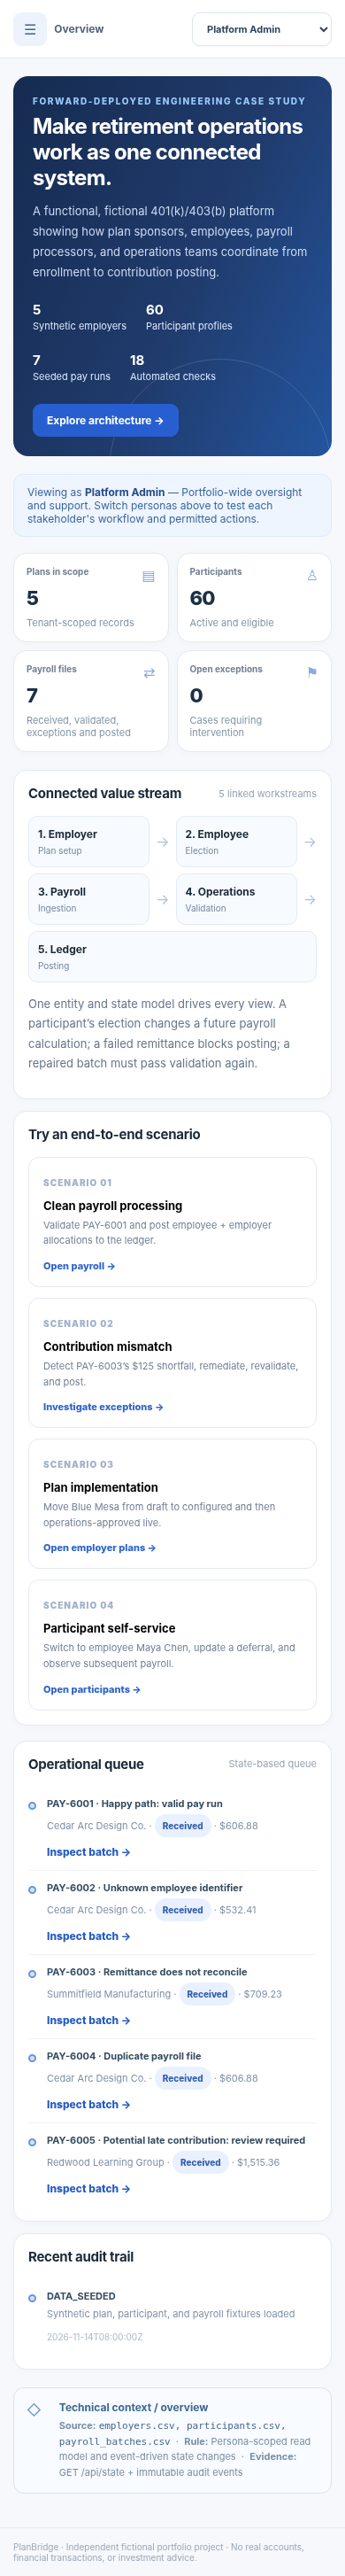 Overview
Platform Admin
FORWARD-DEPLOYED ENGINEERING CASE STUDY
Make retirement operations
work as one connected
system.
A functional, fictional 401(k)/403(b) platform
showing how plan sponsors, employees, payroll
processors, and operations teams coordinate from
enrollment to contribution posting.
5
Synthetic employers
60
Participant profiles
7
Seeded pay runs
18
Automated checks
Explore architecture →
Viewing as Platform Admin — Portfolio-wide oversight
and support. Switch personas above to test each
stakeholder's workflow and permitted actions.
Plans in scope
5
Tenant-scoped records
Participants
60
Active and eligible
Payroll files
7
Received, validated,
exceptions and posted
Open exceptions
0
Cases requiring
intervention
Connected value stream
5 linked workstreams
1. Employer
Plan setup
→
2. Employee
Election
→
3. Payroll
Ingestion
→
4. Operations
Validation
→
5. Ledger
Posting
One entity and state model drives every view. A
participant's election changes a future payroll
calculation; a failed remittance blocks posting; a
repaired batch must pass validation again.
Try an end-to-end scenario
SCENARIO 01
Clean payroll processing
Validate PAY-6001 and post employee + employer
allocations to the ledger.
Open payroll →
SCENARIO 02
Contribution mismatch
Detect PAY-6003's $125 shortfall, remediate, revalidate,
and post.
Investigate exceptions →
SCENARIO 03
Plan implementation
Move Blue Mesa from draft to configured and then
operations-approved live.
Open employer plans →
SCENARIO 04
Participant self-service
Switch to employee Maya Chen, update a deferral, and
observe subsequent payroll.
Open participants →
Operational queue
State-based queue
PAY-6001 · Happy path: valid pay run
Cedar Arc Design Co. · Received · $606.88
Inspect batch →
PAY-6002 · Unknown employee identifier
Cedar Arc Design Co. · Received · $532.41
Inspect batch →
PAY-6003 · Remittance does not reconcile
Summitfield Manufacturing · Received · $709.23
Inspect batch →
PAY-6004 · Duplicate payroll file
Cedar Arc Design Co. · Received · $606.88
Inspect batch →
PAY-6005 · Potential late contribution: review required
Redwood Learning Group · Received · $1,515.36
Inspect batch →
Recent audit trail
DATA_SEEDED
Synthetic plan, participant, and payroll fixtures loaded
2026-11-14T08:00:00Z
Technical context / overview
Source: employers.csv, participants.csv,
payroll_batches.csv · Rule: Persona-scoped read
model and event-driven state changes · Evidence:
GET /api/state + immutable audit events
PlanBridge · Independent fictional portfolio project · No real accounts,
financial transactions, or investment advice.